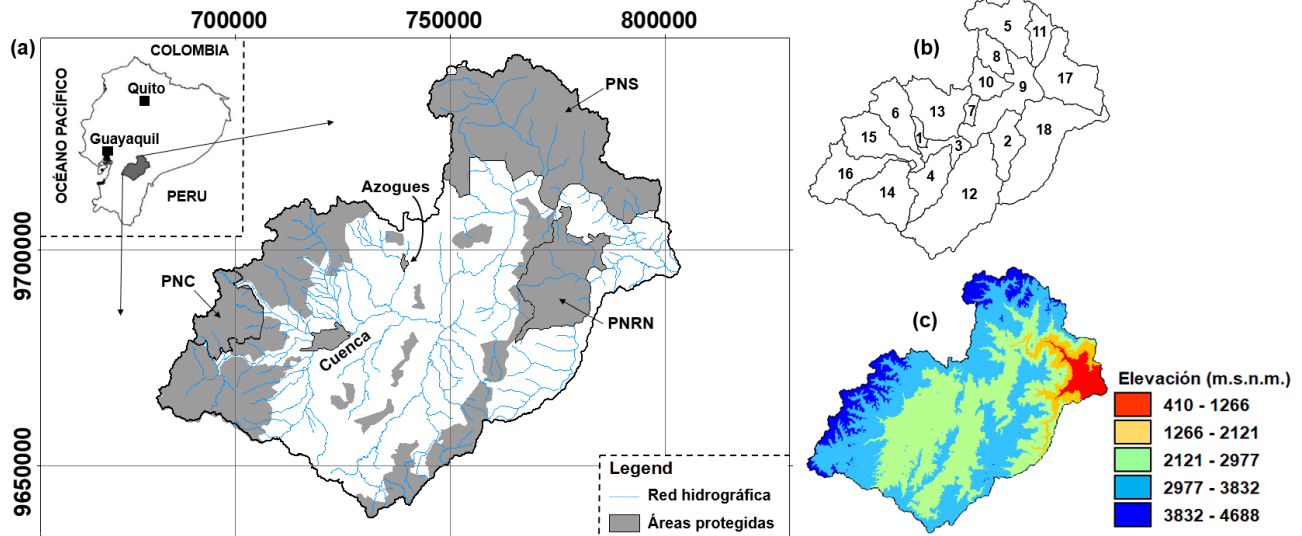 (a)
700000
750000
800000
9700000
9650000
COLOMBIA
Quito
OCÉANO PACÍFICO
Guayaquil
PERU
PNS
Azogues
PNC
PNRN
Cuenca
Legend
Red hidrográfica
Áreas protegidas
(b)
5
11
8
17
10
9
6
13
7
18
15
1
3
2
16
4
14
12
(c)
Elevación (m.s.n.m.)
410 - 1266
1266 - 2121
2121 - 2977
2977 - 3832
3832 - 4688